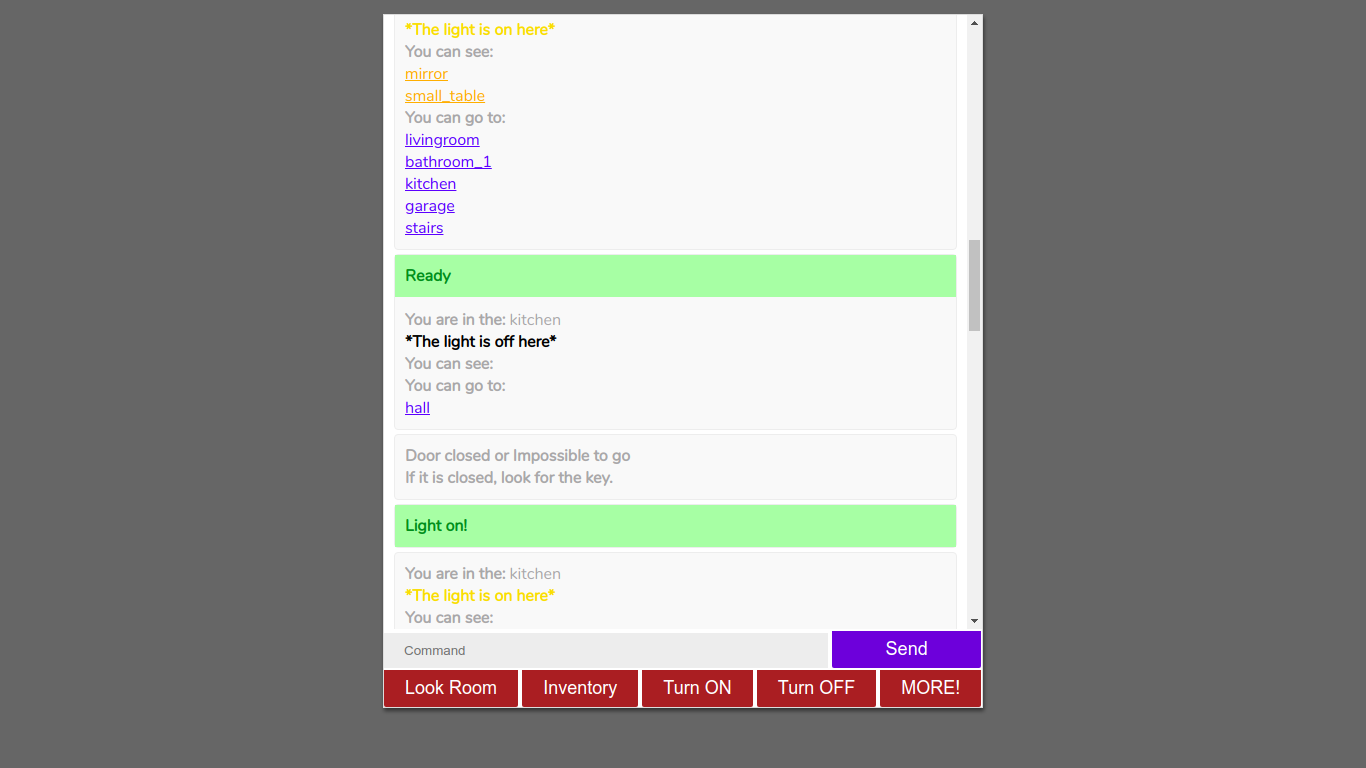 *The light is on here*
You can see:
mirror
small_table
You can go to:
livingroom
bathroom_1
kitchen
garage
stairs
Ready
You are in the: kitchen
*The light is off here*
You can see:
You can go to:
hall
Door closed or Impossible to go
If it is closed, look for the key.
Light on!
You are in the: kitchen
*The light is on here*
You can see:
Command
Send
Look Room
Inventory
Turn ON
Turn OFF
MORE!